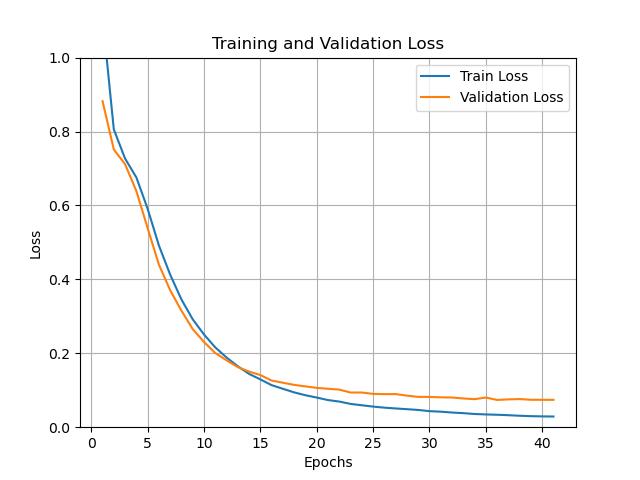 Training and Validation Loss
1.0
0.8
0.6
0.4
0.2
0.0
Loss
Train Loss
Validation Loss
0 5 10 15 20 25 30 35 40
Epochs